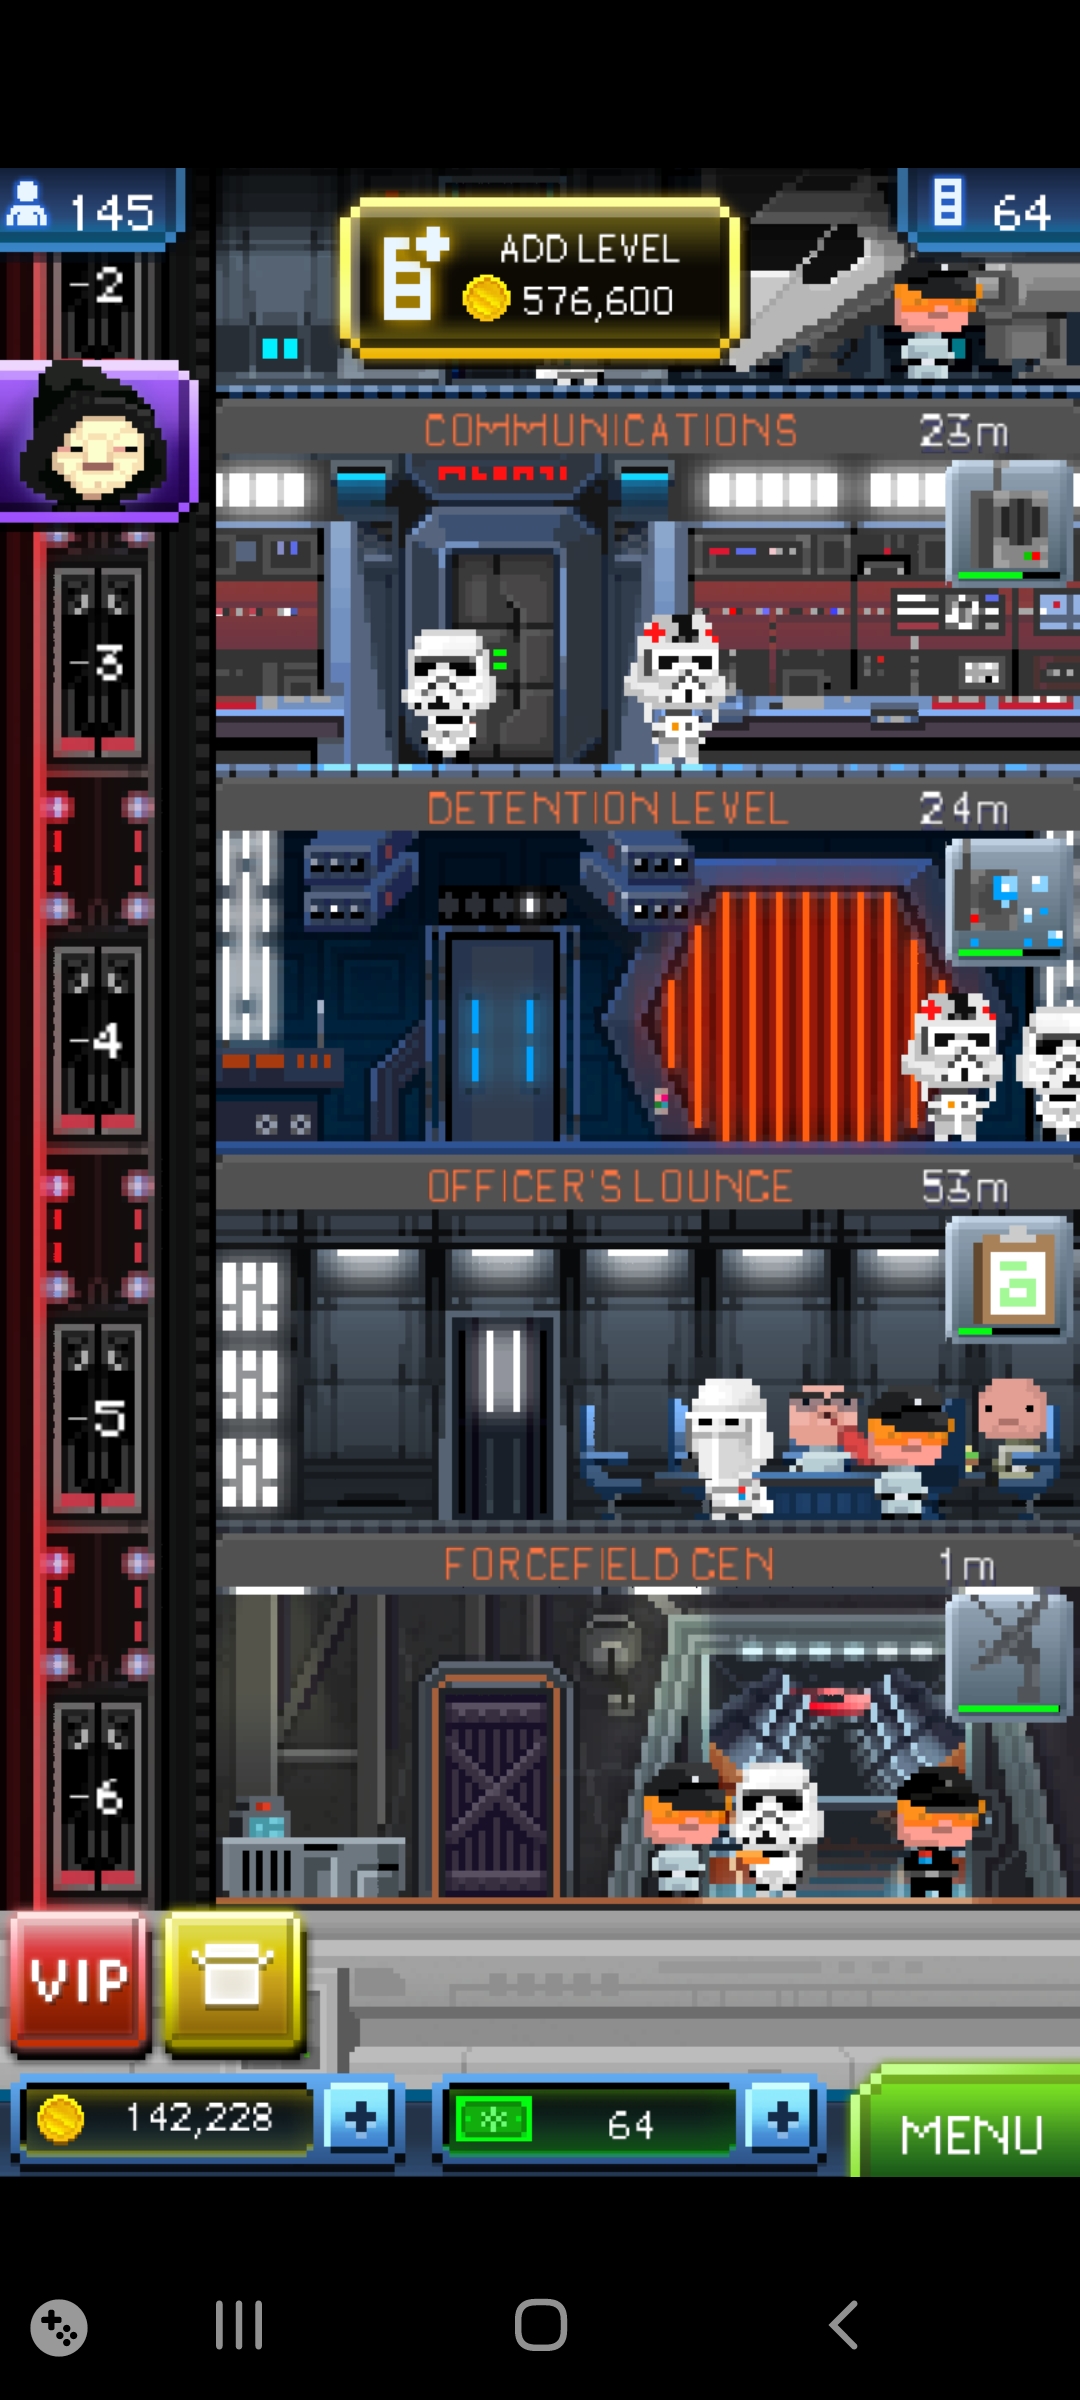 145
64
ADD LEVEL
576,600
-2
COMMUNICATIONS 23m
-3
DETENTION LEVEL 24m
-4
OFFICER'S LOUNGE 53m
-5
FORCEFIELD GEN 1m
-6
VIP
142,228
+
64
+
MENU